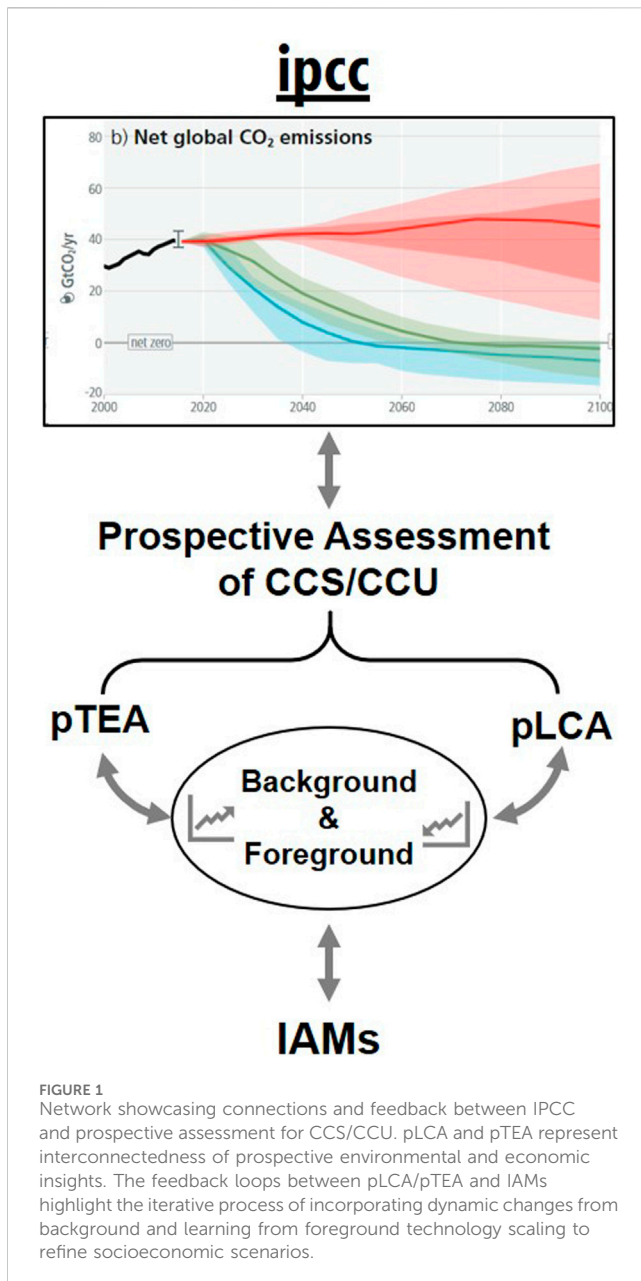 ipcc
b) Net global CO₂ emissions
80
60
40
20
0
-20
GtCO₂/yr
net zero
2000 2020 2040 2060 2080 2100
Prospective Assessment
of CCS/CCU
pTEA
pLCA
Background
&
Foreground
IAMs
FIGURE 1
Network showcasing connections and feedback between IPCC
and prospective assessment for CCS/CCU. pLCA and pTEA represent
interconnectedness of prospective environmental and economic
insights. The feedback loops between pLCA/pTEA and IAMs
highlight the iterative process of incorporating dynamic changes from
background and learning from foreground technology scaling to
refine socioeconomic scenarios.